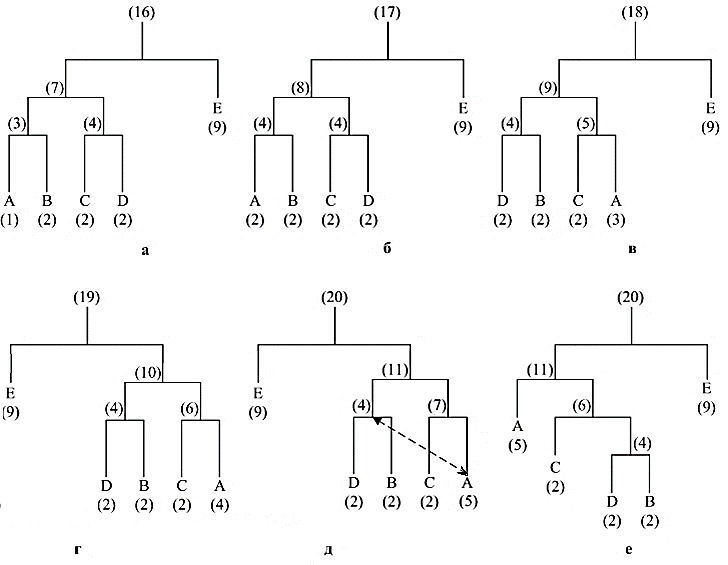 (16) (17) (18)
(7) (8) (9)
(3) (4) E (4) (4) E (4) (5) E
(9) (9) (9)
A B C D A B C D D B C A
(1) (2) (2) (2) (2) (2) (2) (2) (2) (2) (2) (3)
а б в
(19) (20) (20)
(10) (11) (11)
E (4) (6) E (4) (7) A (6) E
(9) (9) (5) (9)
C (4)
(2)
D B C A D B C A D B
(2) (2) (2) (4) (2) (2) (2) (5) (2) (2)
г д е